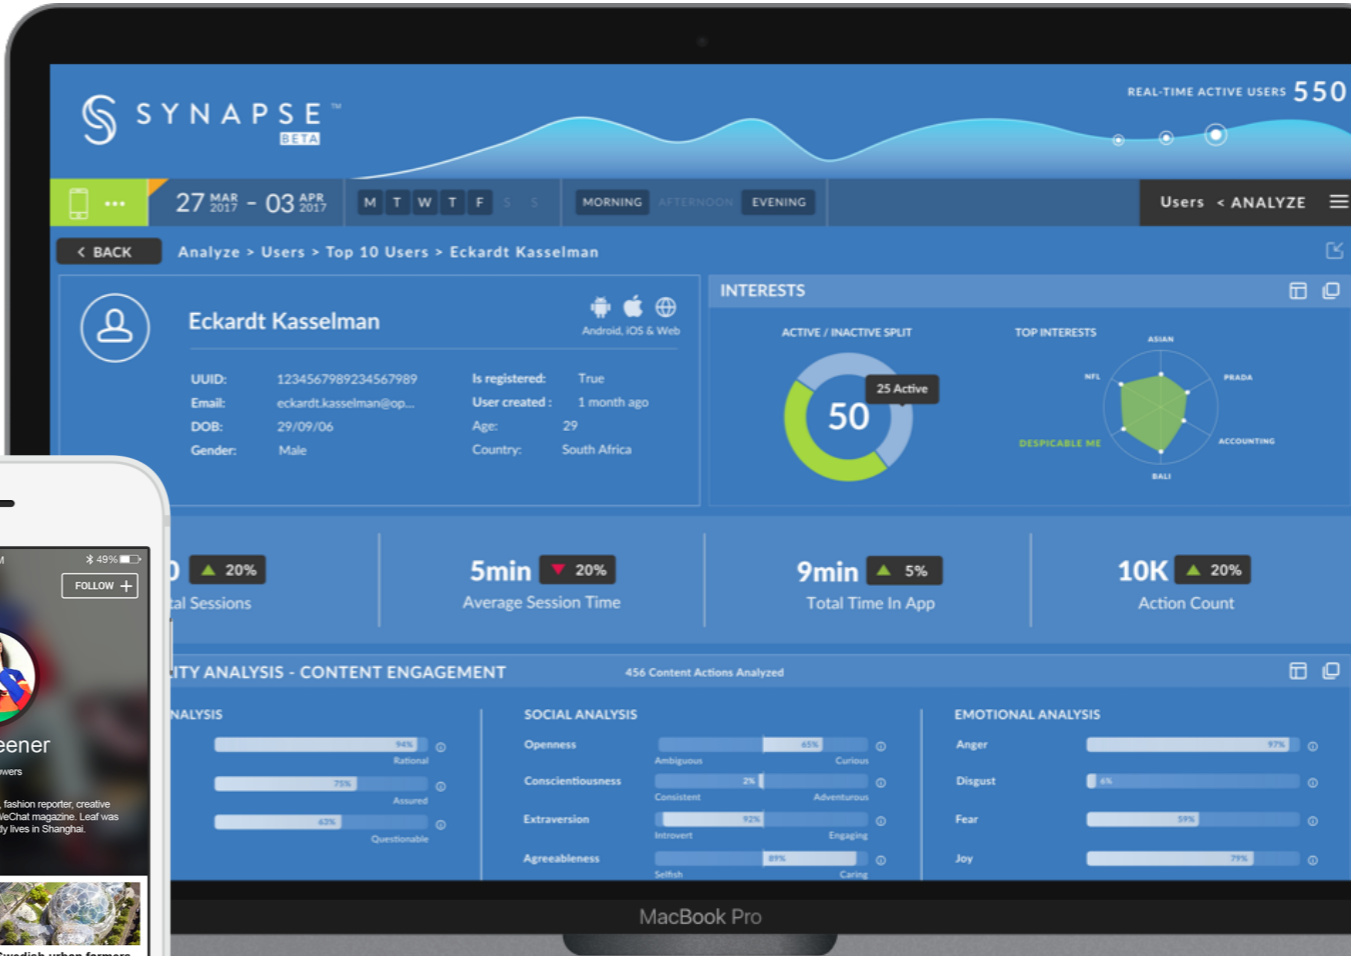 SYNAPSE™
BETA
REAL-TIME ACTIVE USERS 550
27 MAR 2017 - 03 APR 2017
M T W T F S S
MORNING AFTERNOON EVENING
Users < ANALYZE
< BACK
Analyze > Users > Top 10 Users > Eckardt Kasselman
Eckardt Kasselman
Android, iOS & Web
UUID: 1234567989234567989
Is registered: True
Email: eckardt.kasselman@op...
User created : 1 month ago
DOB: 29/09/06
Age: 29
Gender: Male
Country: South Africa
INTERESTS
ACTIVE / INACTIVE SPLIT
50
25 Active
TOP INTERESTS
ASIAN
PRADA
ACCOUNTING
BALI
DESPICABLE ME
NFL
0 20%
tal Sessions
5min 20%
Average Session Time
9min 5%
Total Time In App
10K 20%
Action Count
ITY ANALYSIS - CONTENT ENGAGEMENT
456 Content Actions Analyzed
NALYSIS
94%
Rational
75%
Assured
63%
Questionable
SOCIAL ANALYSIS
Openness 65%
Ambiguous Curious
Conscientiousness 2%
Consistent Adventurous
Extraversion 92%
Introvert Engaging
Agreeableness 89%
Selfish Caring
EMOTIONAL ANALYSIS
Anger 97%
Disgust 6%
Fear 59%
Joy 79%
MacBook Pro
M 49%
FOLLOW +
eener
owers
, fashion reporter, creative
WeChat magazine. Leaf was
ly lives in Shanghai.
Swedish urban farmers